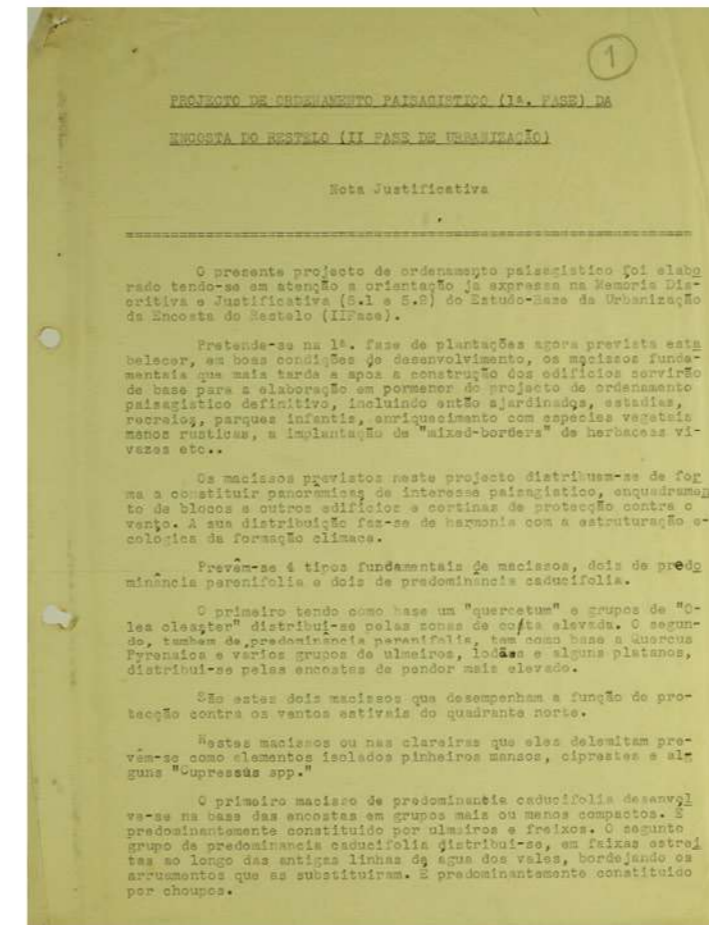 1
PROJECTO DE ORDENAMENTO PAISAGISTICO (1ª. FASE) DA
ENCOSTA DO RESTELO (II FASE DE URBANIZAÇÃO)
Nota Justificativa
O presente projecto de ordenamento paisagistico foi elabo
rado tendo-se em atenção a orientação ja expressa na Memoria Dis-
critiva e Justificativa (5.1 e 5.2) do Estudo-Base da Urbanização
da Encosta do Restelo (IIFase).
Pretende-se na 1ª. fase de plantações agora prevista esta
belecer, em boas condições de desenvolvimento, os maçissos funda-
mentais que mais tarde e apos a construção dos edificios servirão
de base para a elaboração em pormenor do projecto de ordenamento
paisagistico definitivo, incluindo então ajardinados, estadias,
recreios, parques infantis, enriquecimento com especies vegetais
menos rusticas, a implantação de "mixed-borders" de herbaceas vi-
vazes etc..
Os macissos previstos neste projecto distribuem-se de for
ma a constituir panoramicas de interesse paisagistico, enquadramen
to de blocos e outros edificios e cortinas de protecção contra o
vento. A sua distribuição faz-se de harmonia com a estruturação e-
cologica da formação climaca.
Prevêm-se 4 tipos fundamentais de macissos, dois de predo
minância perenifolia e dois de predominancia caducifolia.
O primeiro tendo como base um "quercetum" e grupos de "O-
lea oleaster" distribui-se pelas zonas de cota elevada. O segun-
do, tambem de predominancia perenifolia, tem como base a Quercus
Pyrenaica e varios grupos de ulmeiros, lodãos e alguns platanos,
distribui-se pelas encostas de pendor mais elevado.
São estes dois macissos que desempenham a função de pro-
tecção contra os ventos estivais do quadrante norte.
Nestes macissos ou nas clareiras que eles delemitam pre-
vêm-se como elementos isolados pinheiros mansos, ciprestes e al
guns "Cupressús spp."
O primeiro macisso de predominantia caducifolia desenvol
ve-se na base das encostas em grupos mais ou menos compactos. É
predominantemente constituido por ulmeiros e freixos. O segunto
grupo de predominancia caducifolia distribui-se, em faixas estrei
tas ao longo das antigas linhas de agua dos vales, bordejando os
arruamentos que as substituiram. É predominantemente constituido
por choupos.